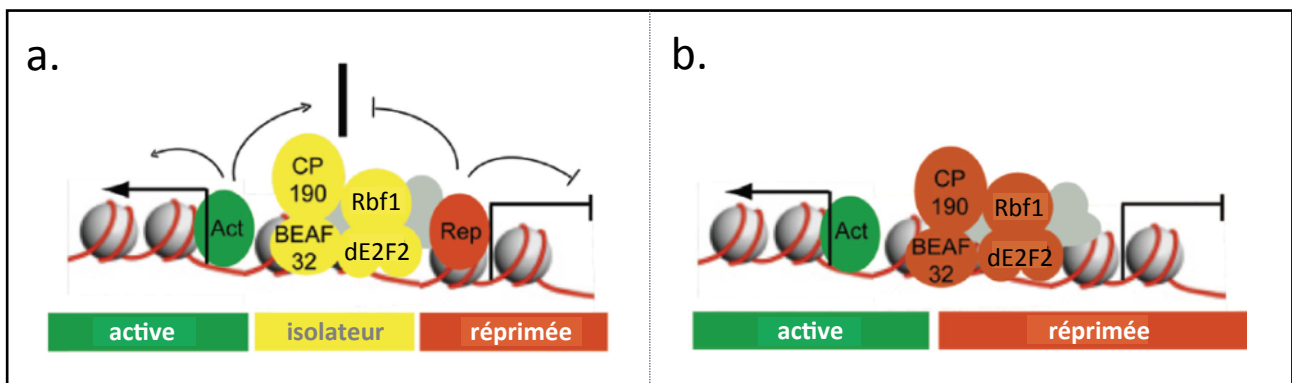 a.
CP
190
Rbf1
Act
BEAF
32
dE2F2
Rep
active
isolateur
réprimée
b.
CP
190
Rbf1
Act
BEAF
32
dE2F2
active
réprimée